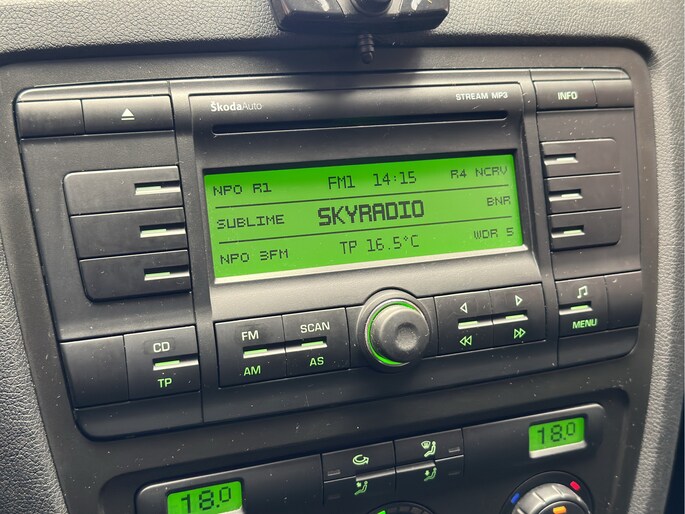 ŠkodaAuto STREAM MP3 INFO
NPO R1 FM1 14:15 R4 NCRV
SUBLIME SKYRADIO BNR
NPO 3FM TP 16.5°C WDR 5
CD FM SCAN
TP AM AS MENU
18.0 18.0